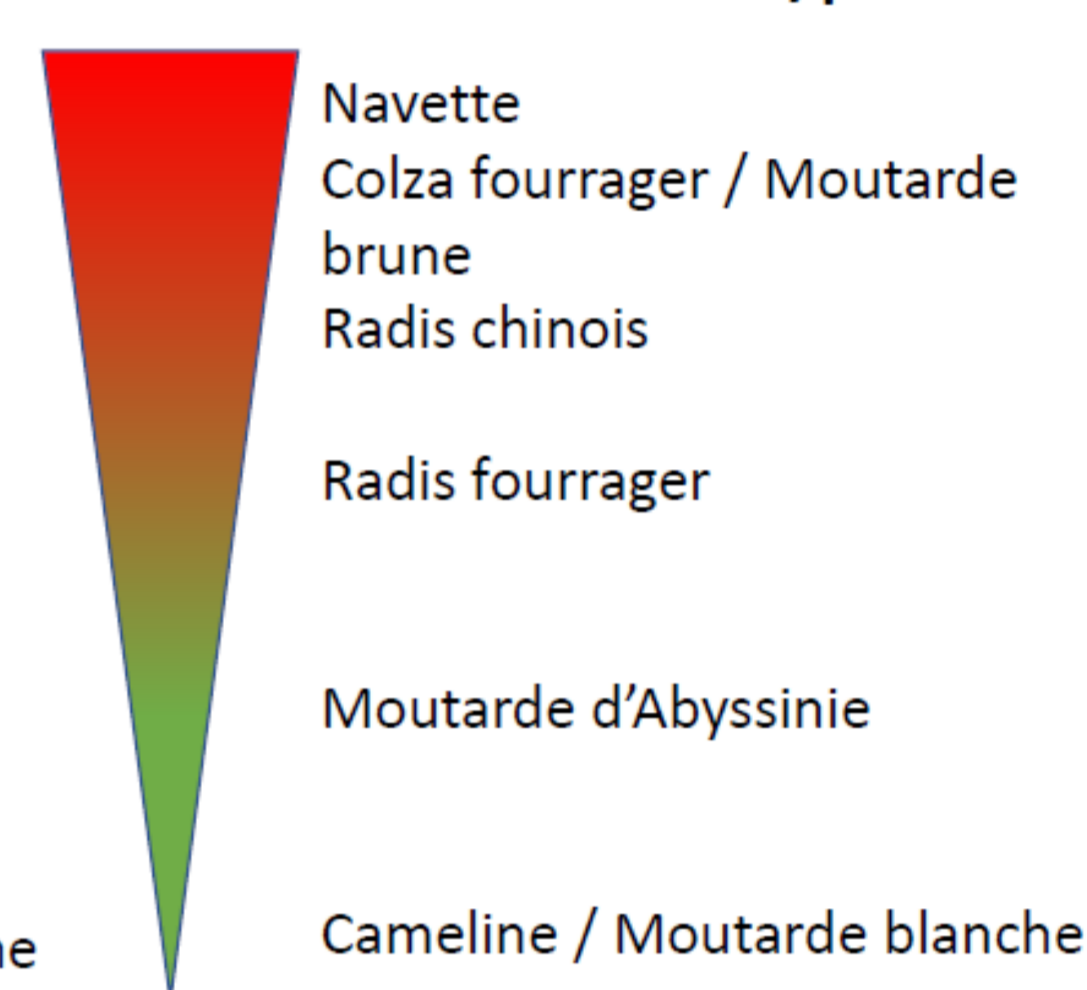 Navette
Colza fourrager / Moutarde
brune
Radis chinois
Radis fourrager
Moutarde d’Abyssinie
Cameline / Moutarde blanche